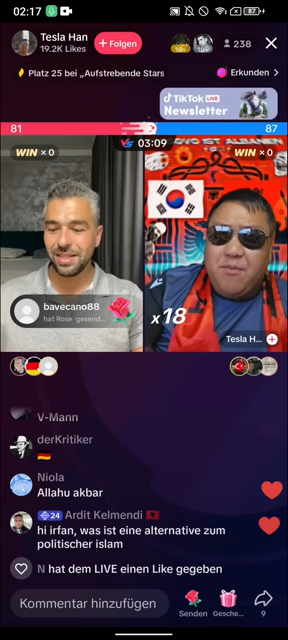 02:17
87
Tesla Han
19.2K Likes
+ Folgen
10+
10+
238
Platz 25 bei „Aufstrebende Stars
Erkunden >
TikTok LIVE
Newsletter
81
87
VS 03:09
WIN × 0
WIN × 0
bavecano88
hat Rose gesend...
x18
Tesla H...
V-Mann
derKritiker
Niola
Allahu akbar
24 Ardit Kelmendi
hi irfan, was ist eine alternative zum
politischer islam
N hat dem LIVE einen Like gegeben
Kommentar hinzufügen
Senden
Gesche...
9